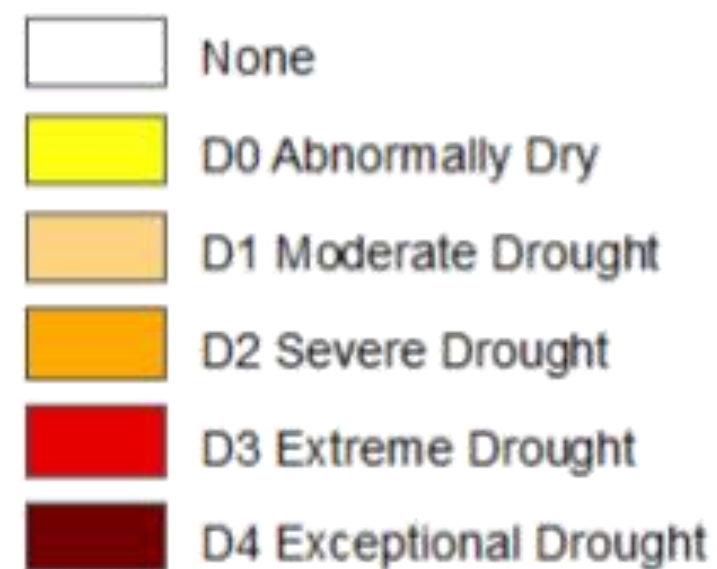 None
D0 Abnormally Dry
D1 Moderate Drought
D2 Severe Drought
D3 Extreme Drought
D4 Exceptional Drought